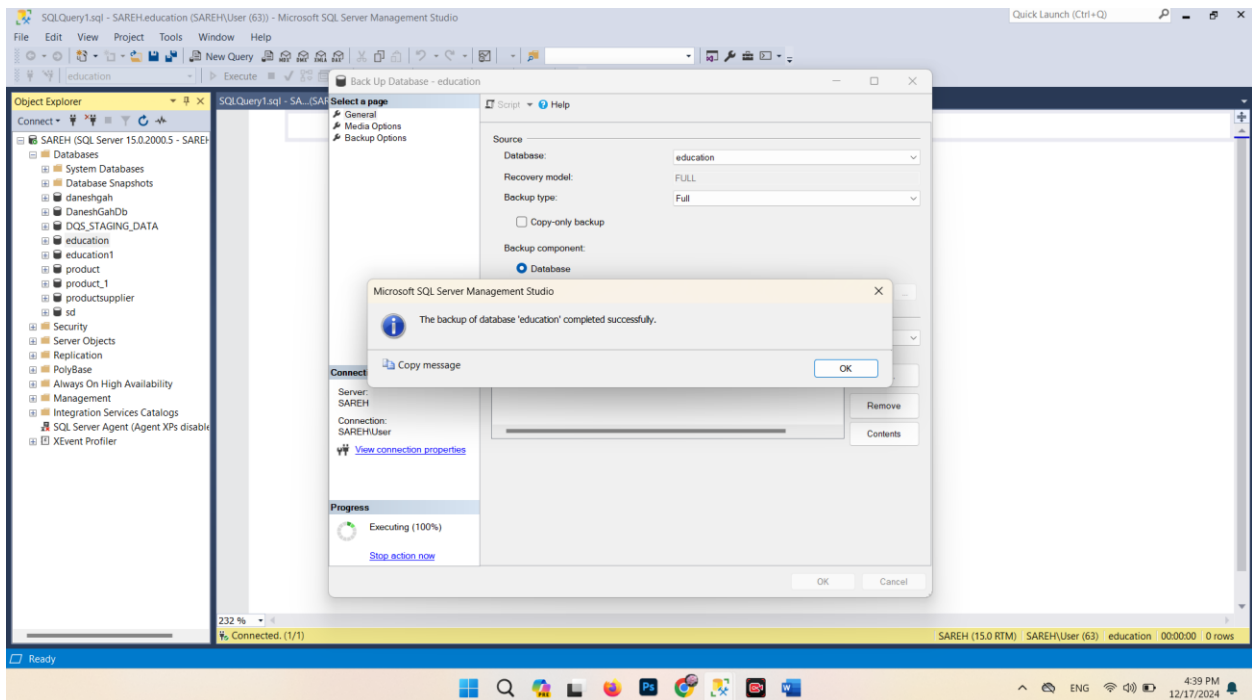 SQLQuery1.sql - SAREH.education (SAREH\User (63)) - Microsoft SQL Server Management Studio
Quick Launch (Ctrl+Q)
File Edit View Project Tools Window Help
New Query
education
Execute
Object Explorer
Connect
SAREH (SQL Server 15.0.2000.5 - SAREH
Databases
System Databases
Database Snapshots
daneshgah
DaneshGahDb
DQS_STAGING_DATA
education
education1
product
product_1
productsupplier
sd
Security
Server Objects
Replication
PolyBase
Always On High Availability
Management
Integration Services Catalogs
SQL Server Agent (Agent XPs disable
XEvent Profiler
SQLQuery1.sql - SA...(SAR
Back Up Database - education
Select a page
General
Media Options
Backup Options
Script Help
Source
Database: education
Recovery model: FULL
Backup type: Full
Copy-only backup
Backup component:
Database
Microsoft SQL Server Management Studio
The backup of database 'education' completed successfully.
Copy message
OK
Connect
Server:
SAREH
Connection:
SAREH\User
View connection properties
Remove
Contents
Progress
Executing (100%)
Stop action now
OK Cancel
232 %
Connected. (1/1)
SAREH (15.0 RTM) SAREH\User (63) education 00:00:00 0 rows
Ready
ENG
4:39 PM
12/17/2024